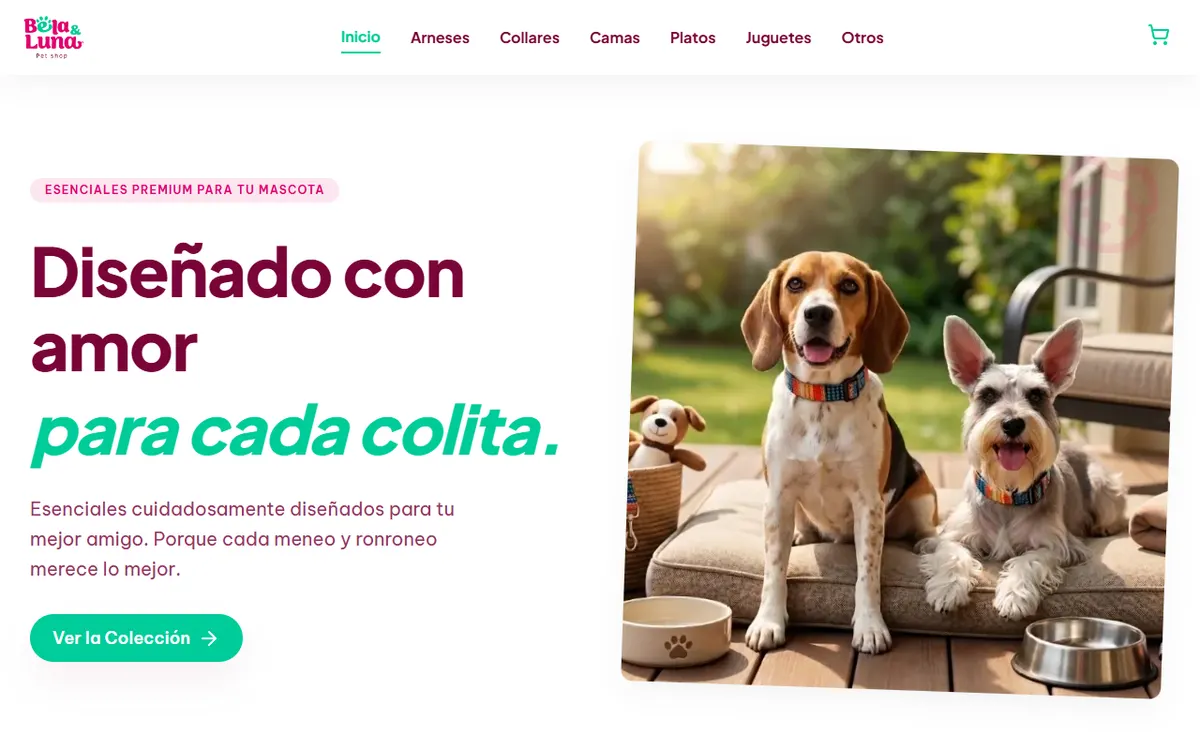 Bela &
Luna
Pet shop
Inicio Arneses Collares Camas Platos Juguetes Otros
ESENCIALES PREMIUM PARA TU MASCOTA
Diseñado con
amor
para cada colita.
Esenciales cuidadosamente diseñados para tu
mejor amigo. Porque cada meneo y ronroneo
merece lo mejor.
Ver la Colección